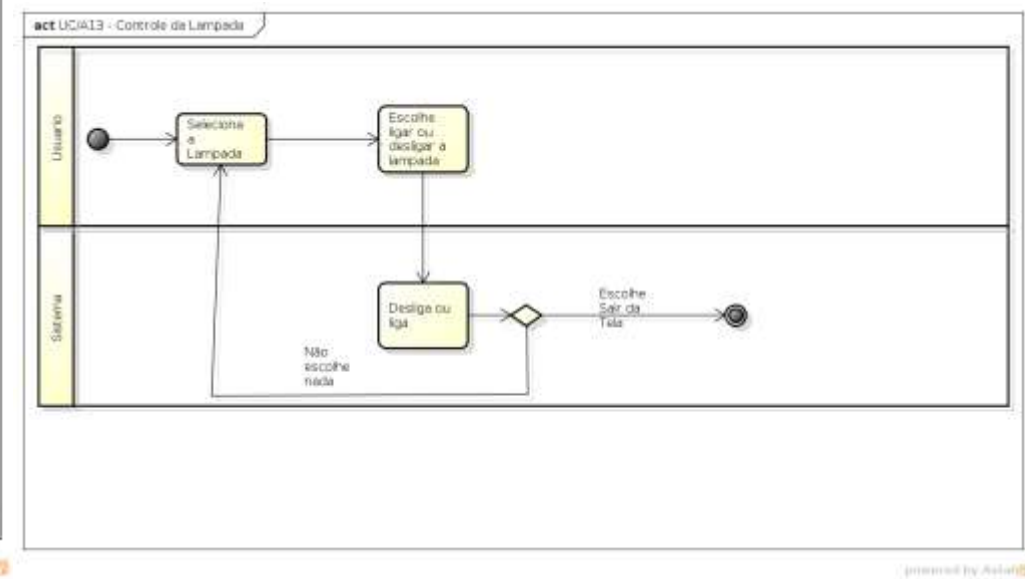 act UC/A13 - Controle da Lampada
Usuario
Seleciona
a
Lampada
Escolhe
ligar ou
desligar a
lampada
Sistema
Desliga ou
liga
Escolhe
Sair da
Tela
Não
escolhe
nada
powered by Astah